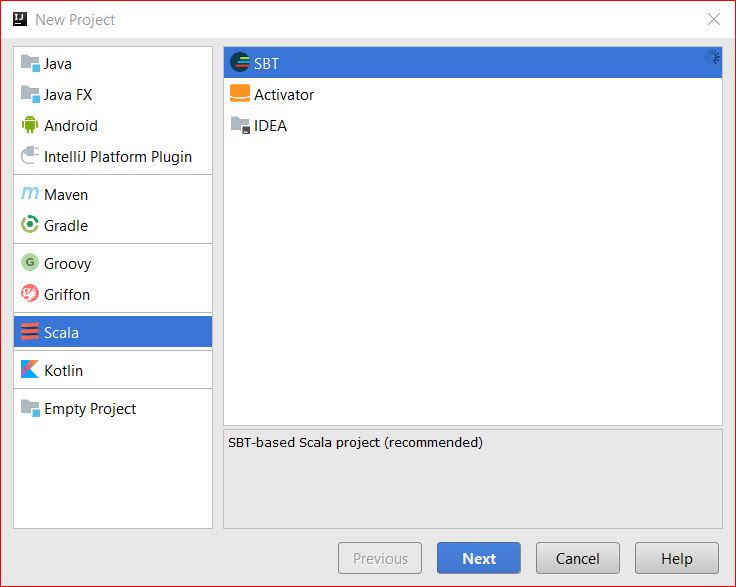 New Project
Java
Java FX
Android
IntelliJ Platform Plugin
Maven
Gradle
Groovy
Griffon
Scala
Kotlin
Empty Project
SBT
Activator
IDEA
SBT-based Scala project (recommended)
Previous
Next
Cancel
Help